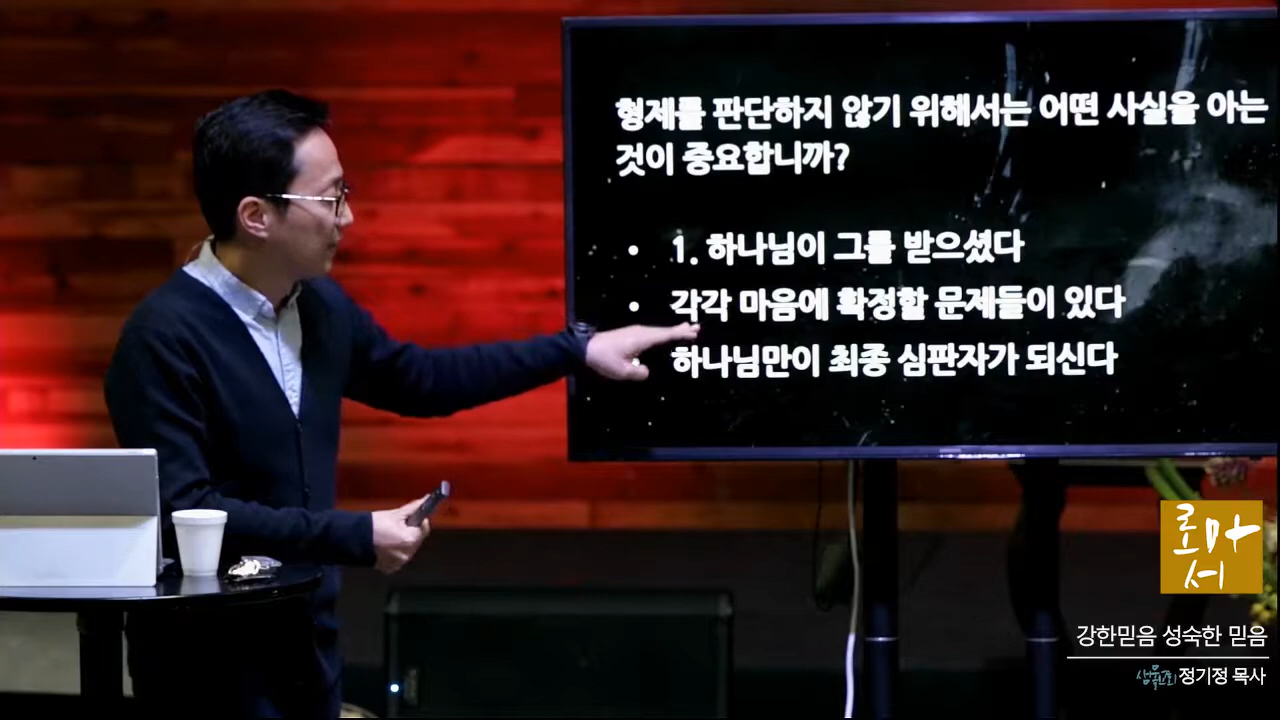 형제를 판단하지 않기 위해서는 어떤 사실을 아는
것이 중요합니까?
• 1. 하나님이 그를 받으셨다
• 각각 마음에 확정할 문제들이 있다
하나님만이 최종 심판자가 되신다
로마
서
강한믿음 성숙한 믿음
샘물교회 정기정 목사